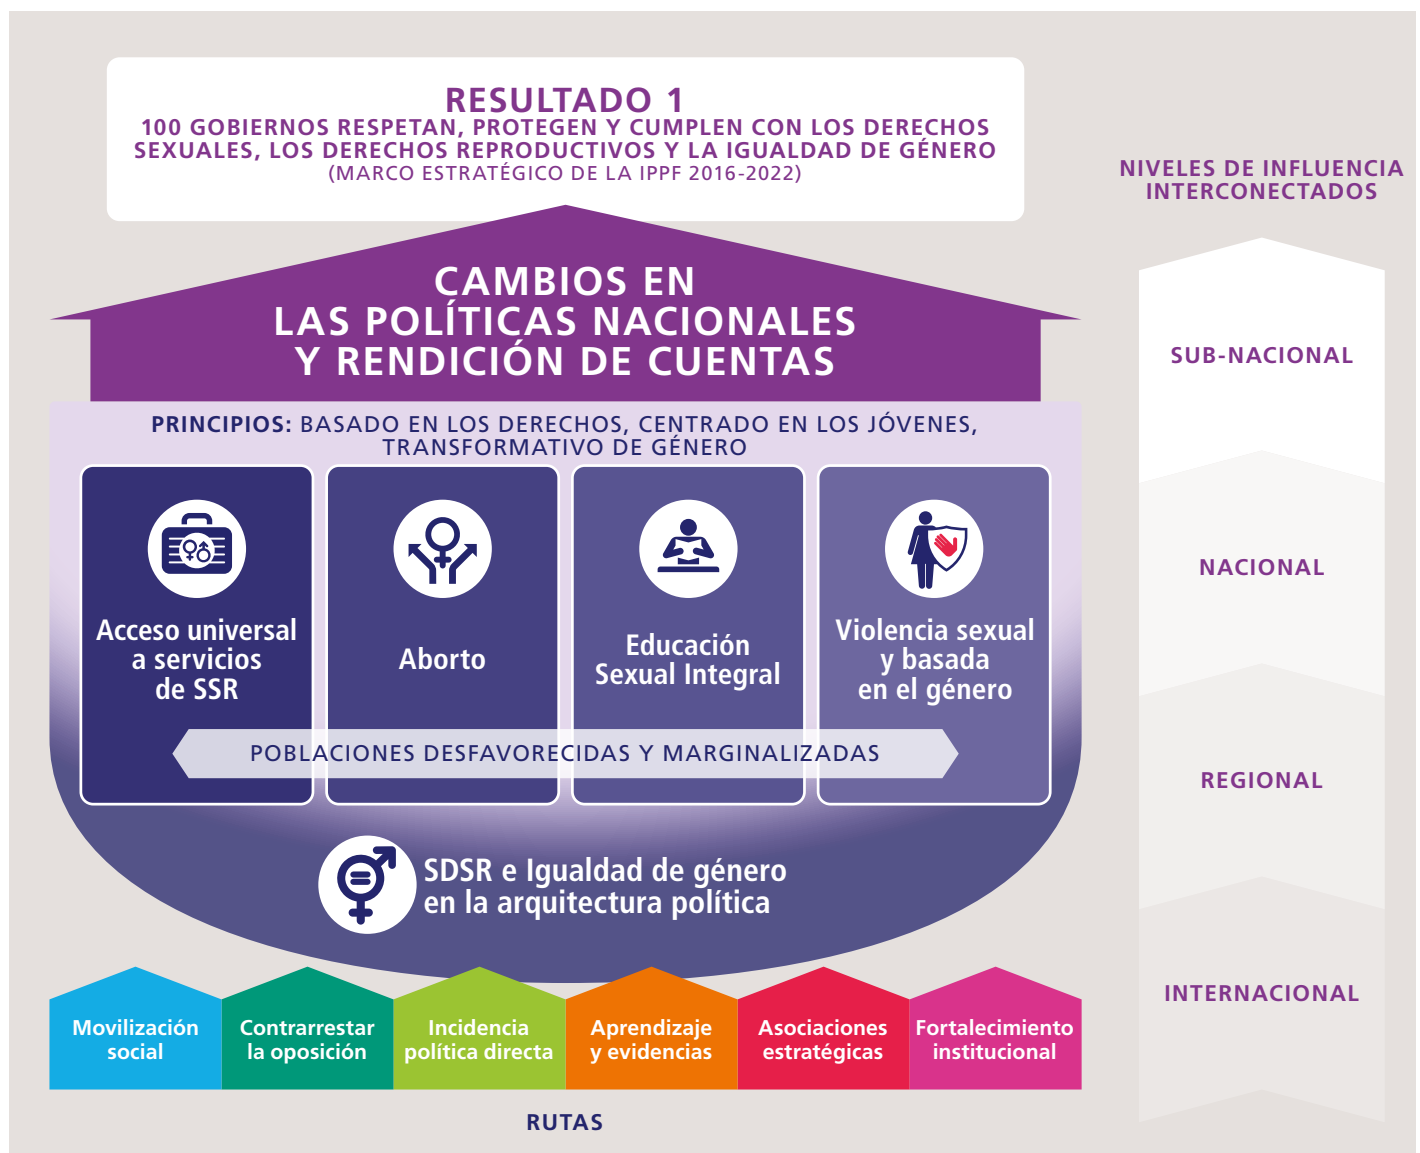 RESULTADO 1
100 GOBIERNOS RESPETAN, PROTEGEN Y CUMPLEN CON LOS DERECHOS
SEXUALES, LOS DERECHOS REPRODUCTIVOS Y LA IGUALDAD DE GÉNERO
(MARCO ESTRATÉGICO DE LA IPPF 2016-2022)
CAMBIOS EN
LAS POLÍTICAS NACIONALES
Y RENDICIÓN DE CUENTAS
PRINCIPIOS: BASADO EN LOS DERECHOS, CENTRADO EN LOS JÓVENES,
TRANSFORMATIVO DE GÉNERO
Acceso universal
a servicios
de SSR
Aborto
Educación
Sexual Integral
Violencia sexual
y basada
en el género
POBLACIONES DESFAVORECIDAS Y MARGINALIZADAS
SDSR e Igualdad de género
en la arquitectura política
Movilización
social
Contrarrestar
la oposición
Incidencia
política directa
Aprendizaje
y evidencias
Asociaciones
estratégicas
Fortalecimiento
institucional
RUTAS
NIVELES DE INFLUENCIA
INTERCONECTADOS
SUB-NACIONAL
NACIONAL
REGIONAL
INTERNACIONAL